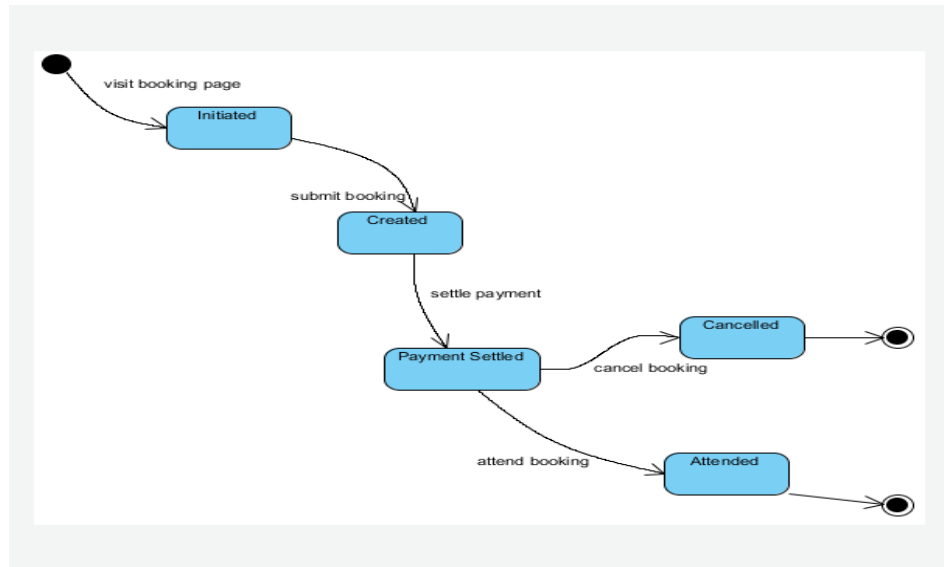 visit booking page
Initiated
submit booking
Created
settle payment
Cancelled
Payment Settled
cancel booking
attend booking
Attended